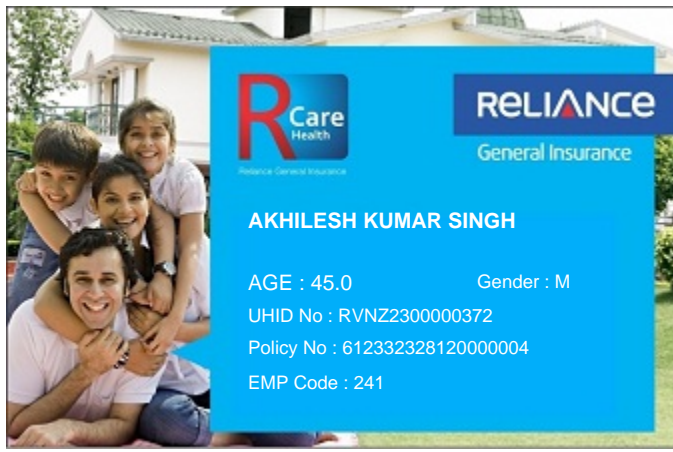 R Care
Health
Reliance General Insurance
RELIANCE
General Insurance
AKHILESH KUMAR SINGH
AGE : 45.0
Gender : M
UHID No : RVNZ2300000372
Policy No : 612332328120000004
EMP Code : 241